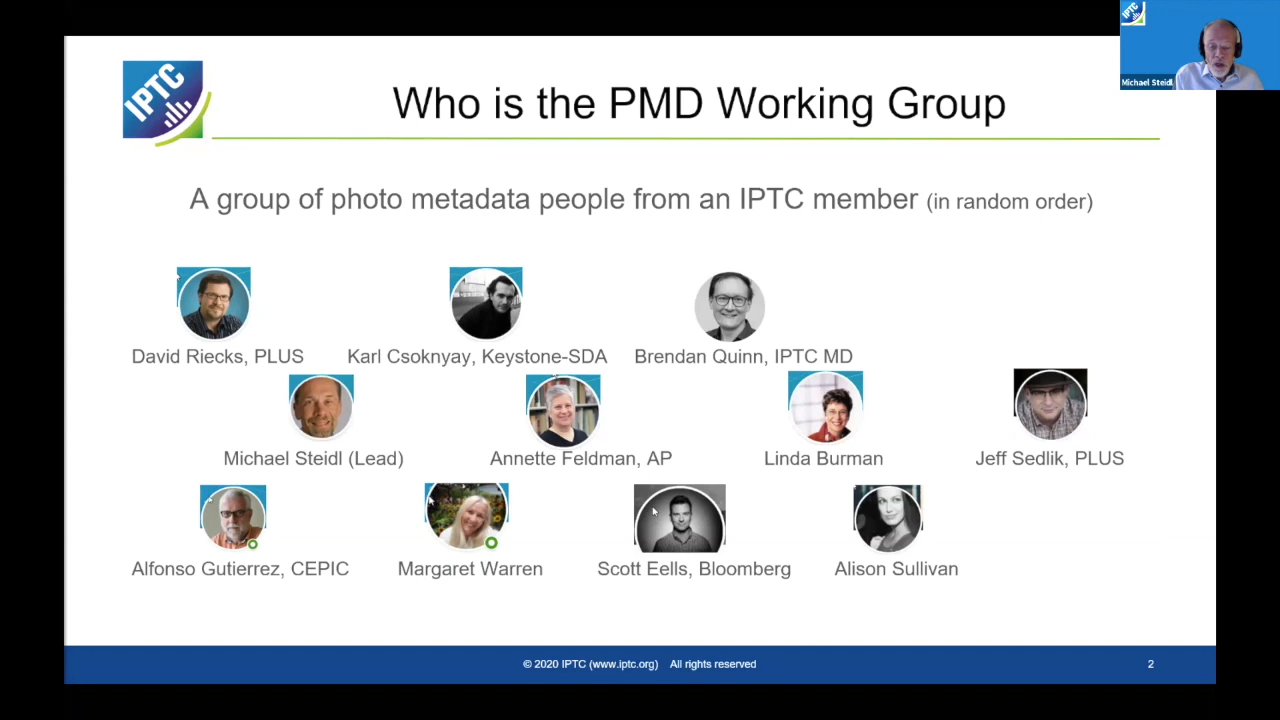 IPTC
Michael Steidl
IPTC
Who is the PMD Working Group
A group of photo metadata people from an IPTC member (in random order)
David Riecks, PLUS
Karl Csoknyay, Keystone-SDA
Brendan Quinn, IPTC MD
Michael Steidl (Lead)
Annette Feldman, AP
Linda Burman
Jeff Sedlik, PLUS
Alfonso Gutierrez, CEPIC
Margaret Warren
Scott Eells, Bloomberg
Alison Sullivan
© 2020 IPTC (www.iptc.org) All rights reserved
2